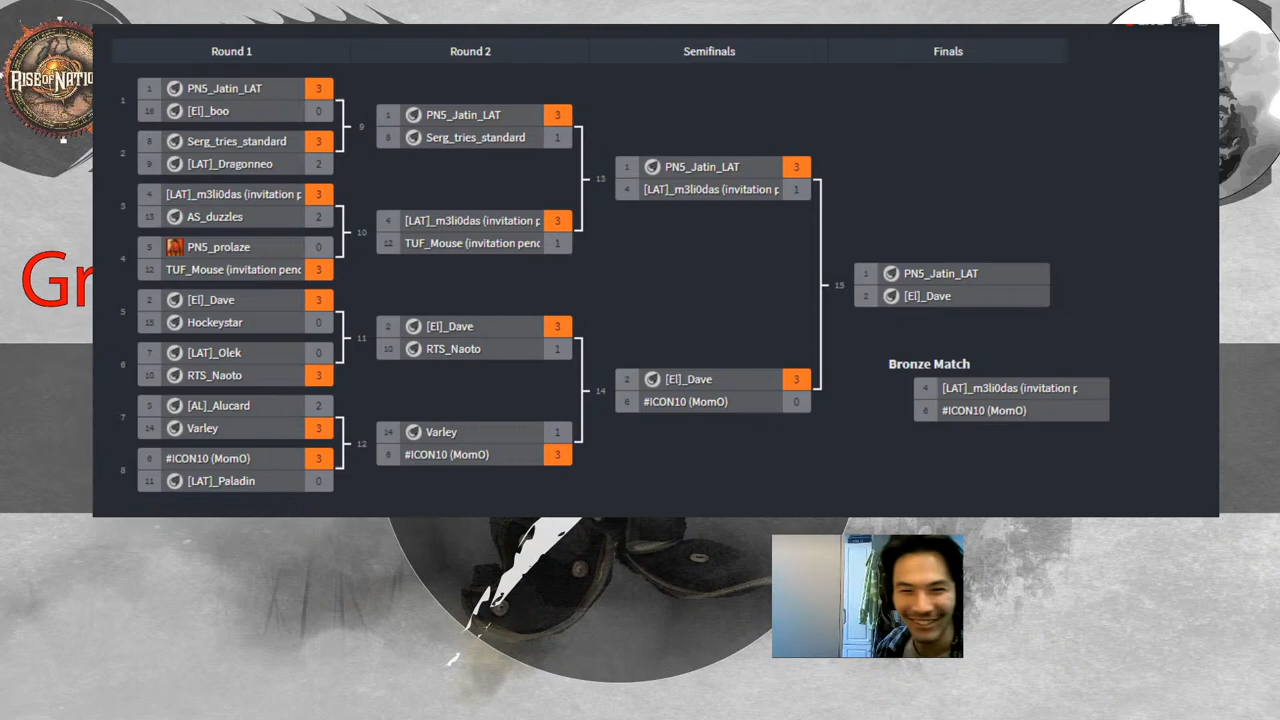 RISE OF NATIO
Gr
Round 1
Round 2
Semifinals
Finals
1
1 PN5_Jatin_LAT 3
16 [El]_boo 0
2
8 Serg_tries_standard 3
9 [LAT]_Dragonneo 2
3
4 [LAT]_m3li0das (invitation p 3
13 AS_duzzles 2
4
5 PN5_prolaze 0
12 TUF_Mouse (invitation penc 3
5
2 [El]_Dave 3
15 Hockeystar 0
6
7 [LAT]_Olek 0
10 RTS_Naoto 3
7
3 [AL]_Alucard 2
14 Varley 3
8
6 #ICON10 (MomO) 3
11 [LAT]_Paladin 0
9
1 PN5_Jatin_LAT 3
8 Serg_tries_standard 1
10
4 [LAT]_m3li0das (invitation p 3
12 TUF_Mouse (invitation penc 1
11
2 [El]_Dave 3
10 RTS_Naoto 1
12
14 Varley 1
6 #ICON10 (MomO) 3
13
1 PN5_Jatin_LAT 3
4 [LAT]_m3li0das (invitation p 1
14
2 [El]_Dave 3
6 #ICON10 (MomO) 0
15
1 PN5_Jatin_LAT
2 [El]_Dave
Bronze Match
4 [LAT]_m3li0das (invitation p
6 #ICON10 (MomO)